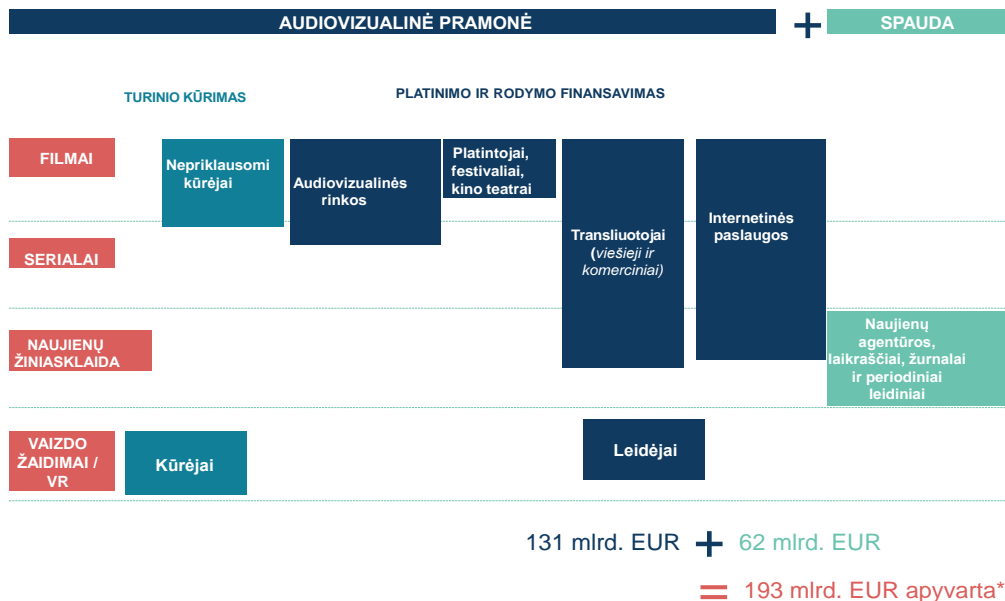 AUDIOVIZUALINĖ PRAMONĖ
+
SPAUDA
TURINIO KŪRIMAS
PLATINIMO IR RODYMO FINANSAVIMAS
FILMAI
Nepriklausomi
kūrėjai
Audiovizualinės
rinkos
Platintojai,
festivaliai,
kino teatrai
Transliuotojai
(viešieji ir
komerciniai)
Internetinės
paslaugos
SERIALAI
NAUJIENŲ
ŽINIASKLAIDA
Naujienų
agentūros,
laikraščiai, žurnalai
ir periodiniai
leidiniai
VAIZDO
ŽAIDIMAI /
VR
Kūrėjai
Leidėjai
131 mlrd. EUR + 62 mlrd. EUR
= 193 mlrd. EUR apyvarta*